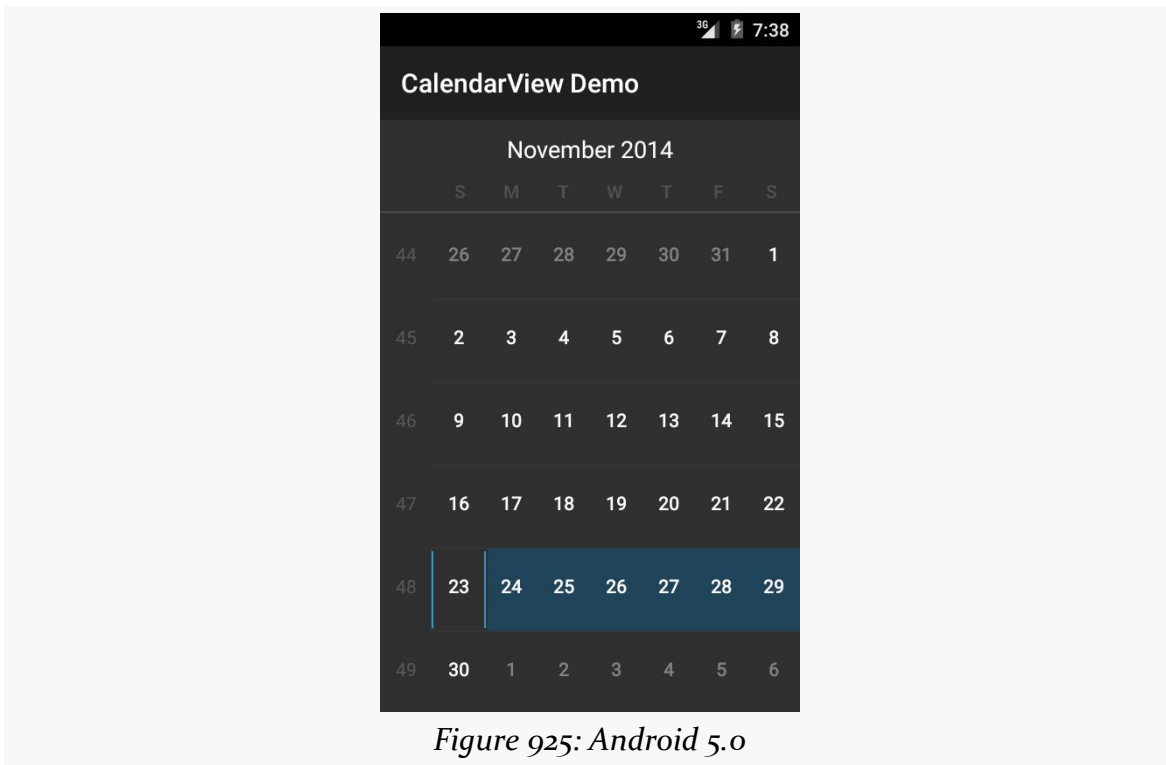 3G 7:38
CalendarView Demo
November 2014
S M T W T F S
44 26 27 28 29 30 31 1
45 2 3 4 5 6 7 8
46 9 10 11 12 13 14 15
47 16 17 18 19 20 21 22
48 23 24 25 26 27 28 29
49 30 1 2 3 4 5 6
Figure 925: Android 5.0